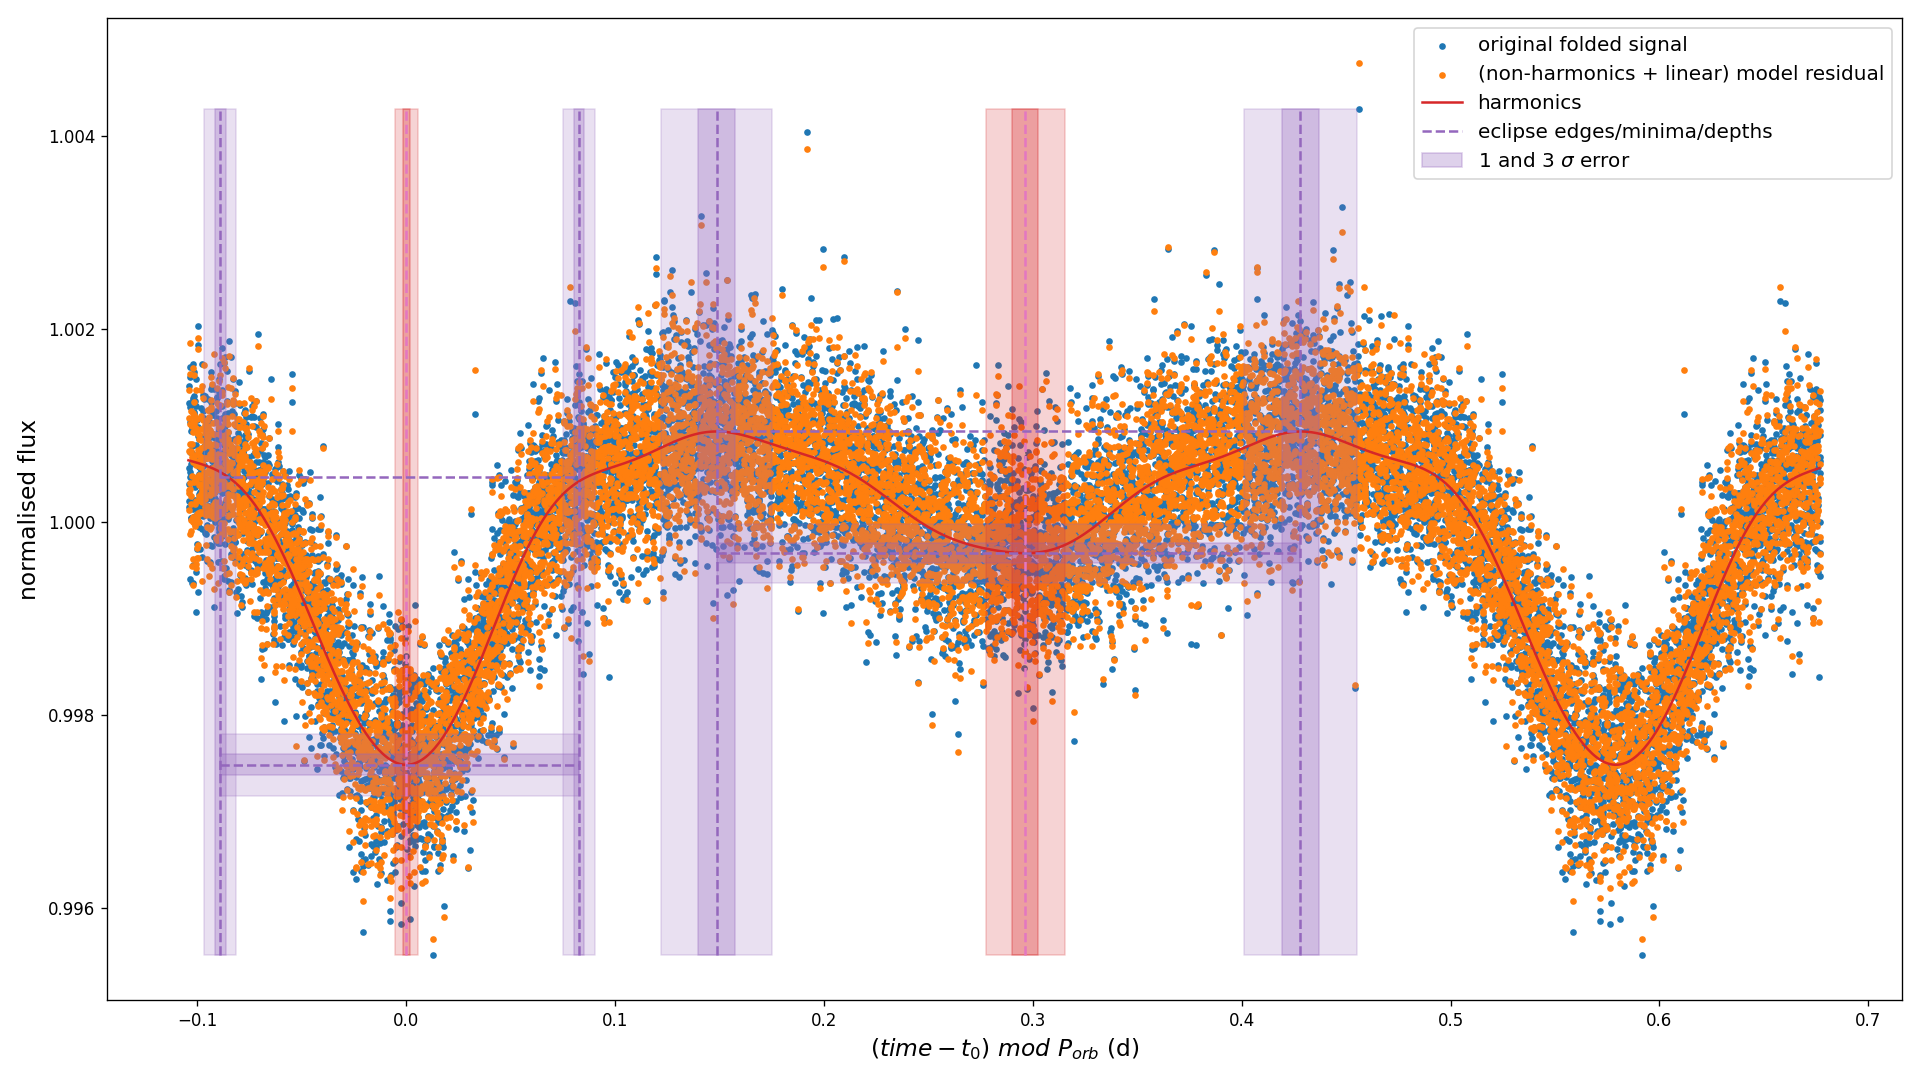 original folded signal
(non-harmonics + linear) model residual
harmonics
eclipse edges/minima/depths
1 and 3 σ error
normalised flux
1.004
1.002
1.000
0.998
0.996
−0.1 0.0 0.1 0.2 0.3 0.4 0.5 0.6 0.7
(time − t₀) mod Pₒᵣb (d)